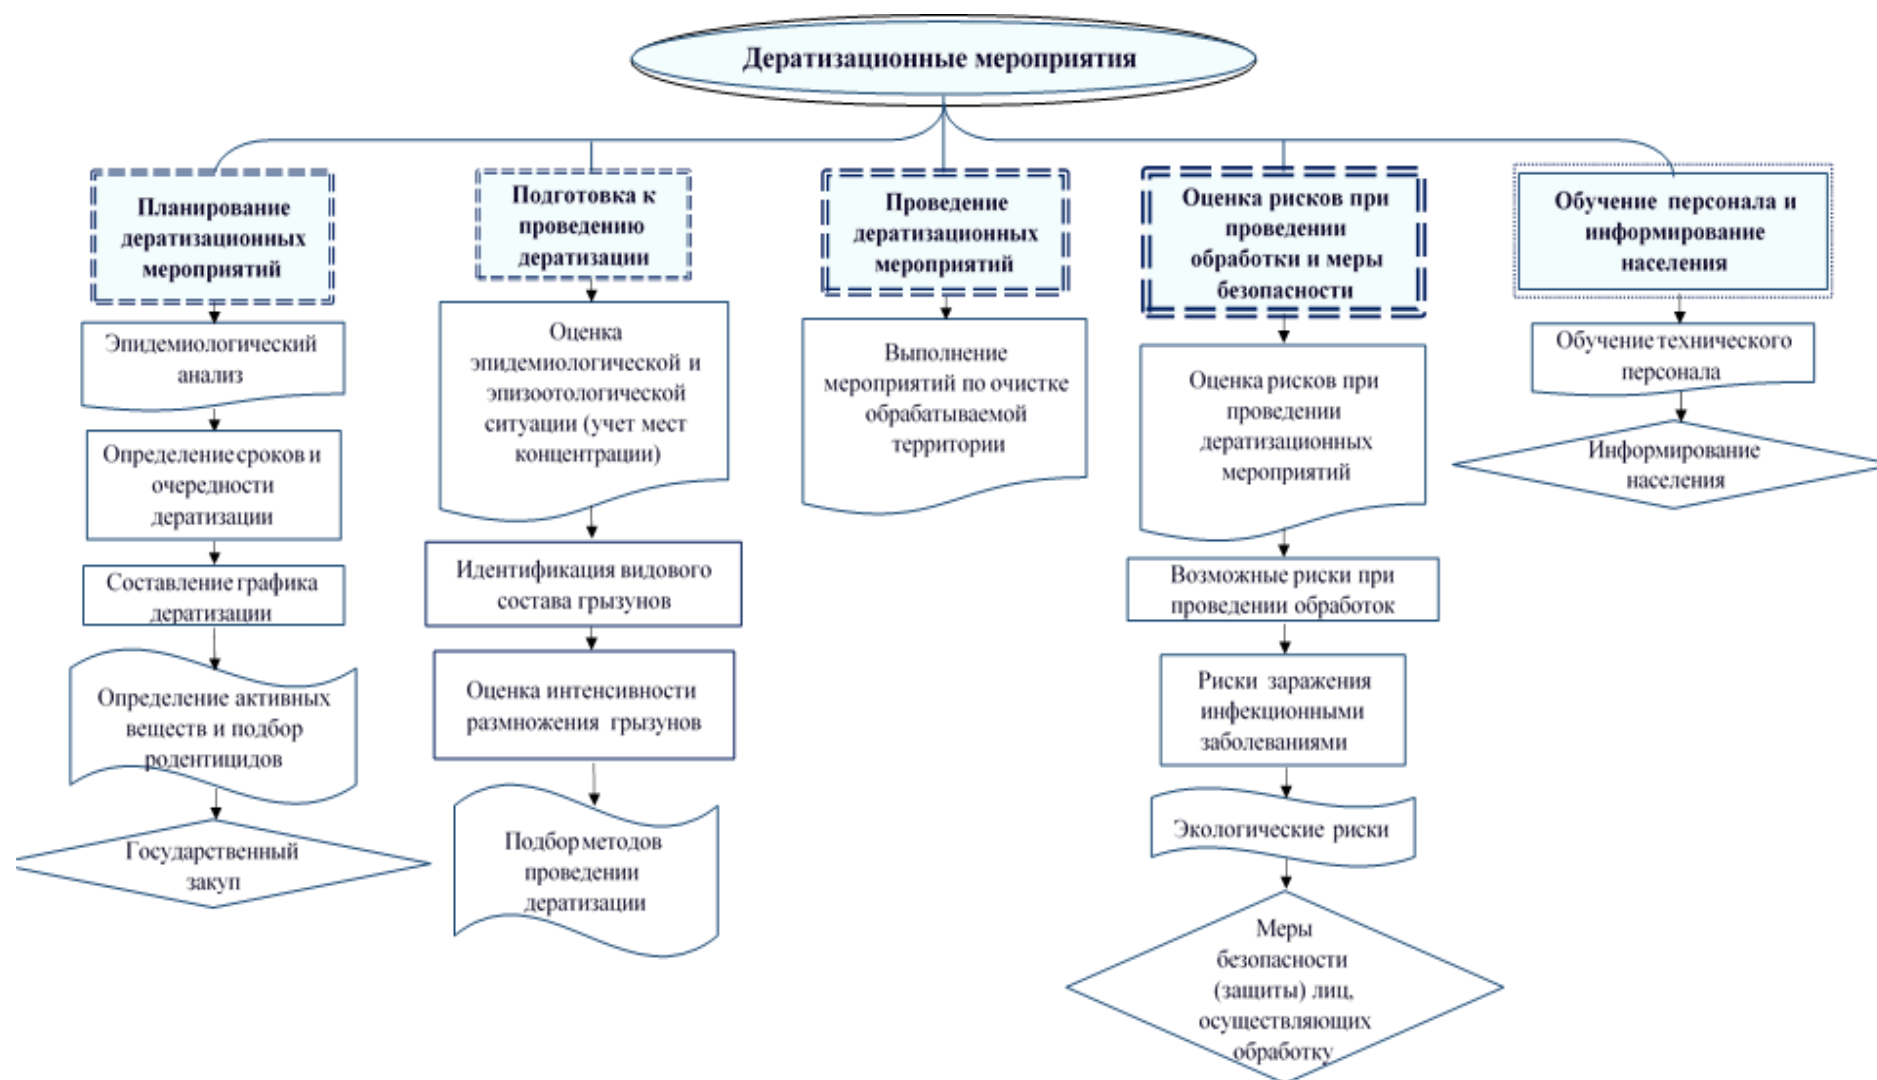 Дератизационные мероприятия
Планирование
дератизационных
мероприятий
Эпидемиологический
анализ
Определение сроков и
очередности
дератизации
Составление графика
дератизации
Определение активных
веществ и подбор
родентицидов
Государственный
закуп
Подготовка к
проведению
дератизации
Оценка
эпидемиологической и
эпизоотологической
ситуации (учет мест
концентрации)
Идентификация видового
состава грызунов
Оценка интенсивности
размножения грызунов
Подбор методов
проведении
дератизации
Проведение
дератизационных
мероприятий
Выполнение
мероприятий по очистке
обрабатываемой
территории
Оценка рисков при
проведении
обработки и меры
безопасности
Оценка рисков при
проведении
дератизационных
мероприятий
Возможные риски при
проведении обработок
Риски заражения
инфекционными
заболеваниями
Экологические риски
Меры
безопасности
(защиты) лиц,
осуществляющих
обработку
Обучение персонала и
информирование
населения
Обучение технического
персонала
Информирование
населения